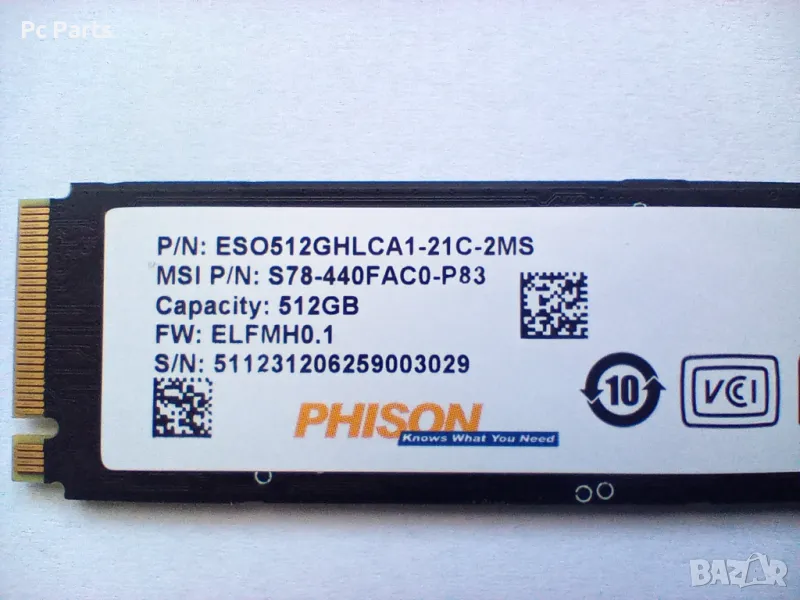 Pc Parts
P/N: ESO512GHLCA1-21C-2MS
MSI P/N: S78-440FAC0-P83
Capacity: 512GB
FW: ELFMH0.1
S/N: 511231206259003029
PHISON
Knows What You Need
10
VCI
BAZAR